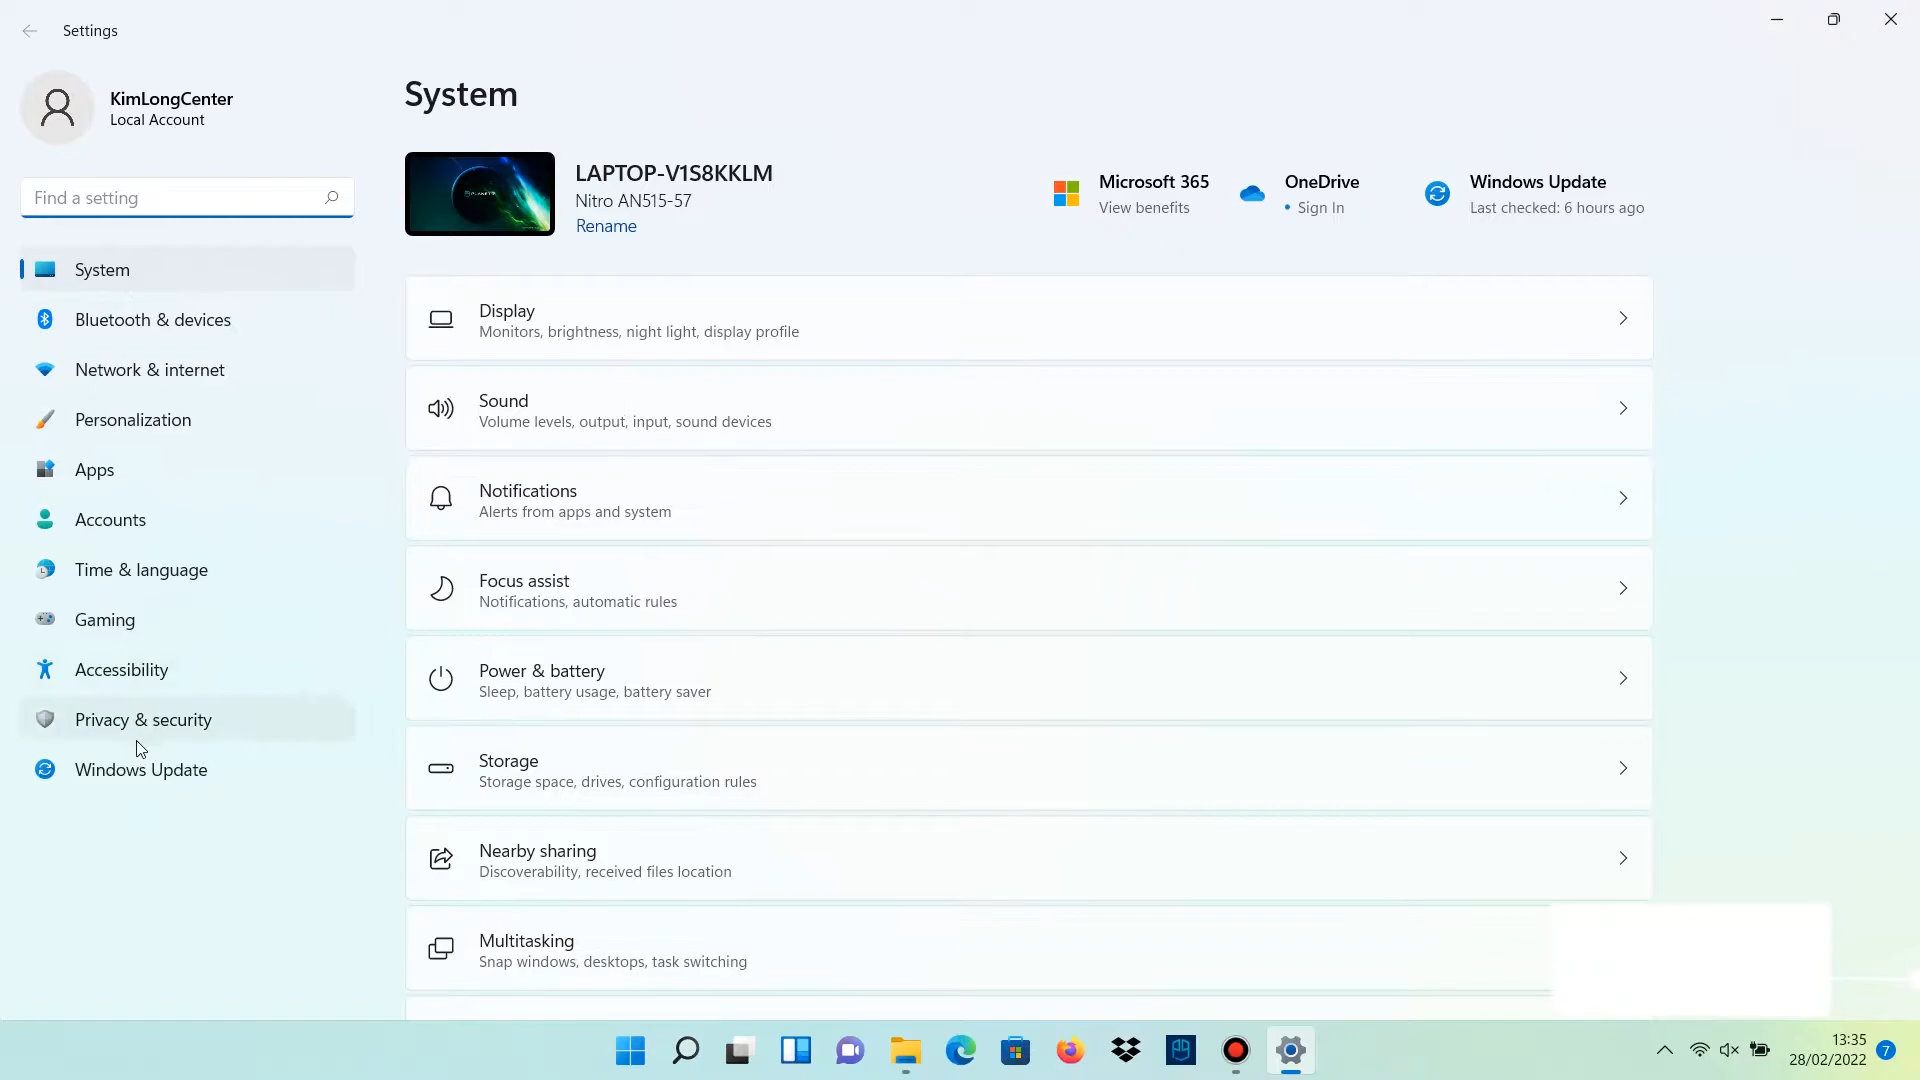 Settings
KimLongCenter
Local Account
Find a setting
System
Bluetooth & devices
Network & internet
Personalization
Apps
Accounts
Time & language
Gaming
Accessibility
Privacy & security
Windows Update
System
LAPTOP-V1S8KKLM
Nitro AN515-57
Rename
Microsoft 365
View benefits
OneDrive
• Sign In
Windows Update
Last checked: 6 hours ago
Display
Monitors, brightness, night light, display profile
Sound
Volume levels, output, input, sound devices
Notifications
Alerts from apps and system
Focus assist
Notifications, automatic rules
Power & battery
Sleep, battery usage, battery saver
Storage
Storage space, drives, configuration rules
Nearby sharing
Discoverability, received files location
Multitasking
Snap windows, desktops, task switching
13:35
28/02/2022
7